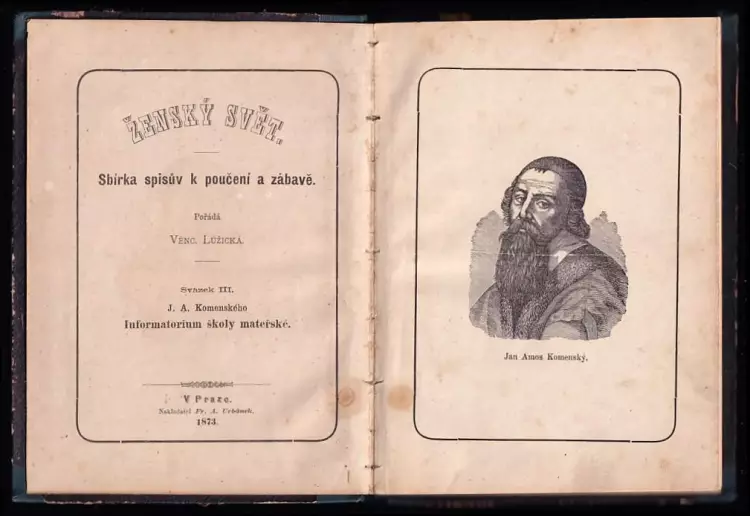 ŽENSKÝ SVĚT.
Sbírka spisův k poučení a zábavě.
Pořádá
VĚNC. LUŽICKÁ.
Svazek III.
J. A. Komenského
Informatorium školy mateřské.
V Praze.
Nakladatel Fr. A. Urbánek.
1873.
Jan Amos Komenský.